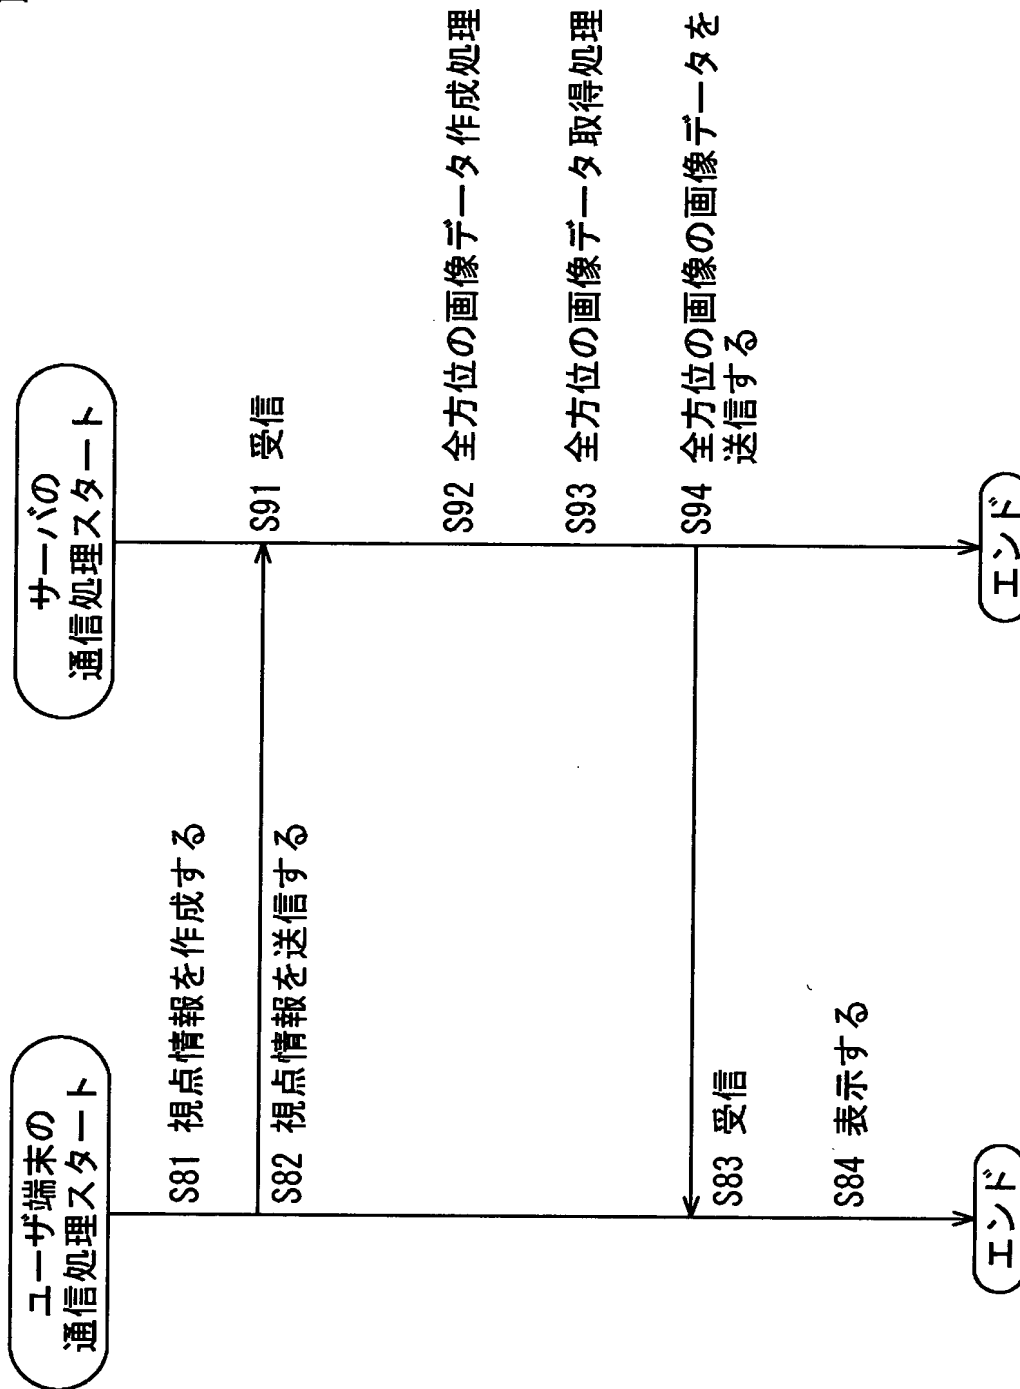 ユーザ端末の
通信処理スタート
S81 視点情報を作成する
S82 視点情報を送信する
S83 受信
S84 表示する
エンド
サーバの
通信処理スタート
S91 受信
S92 全方位の画像データ作成処理
S93 全方位の画像データ取得処理
S94 全方位の画像の画像データを
送信する
エンド